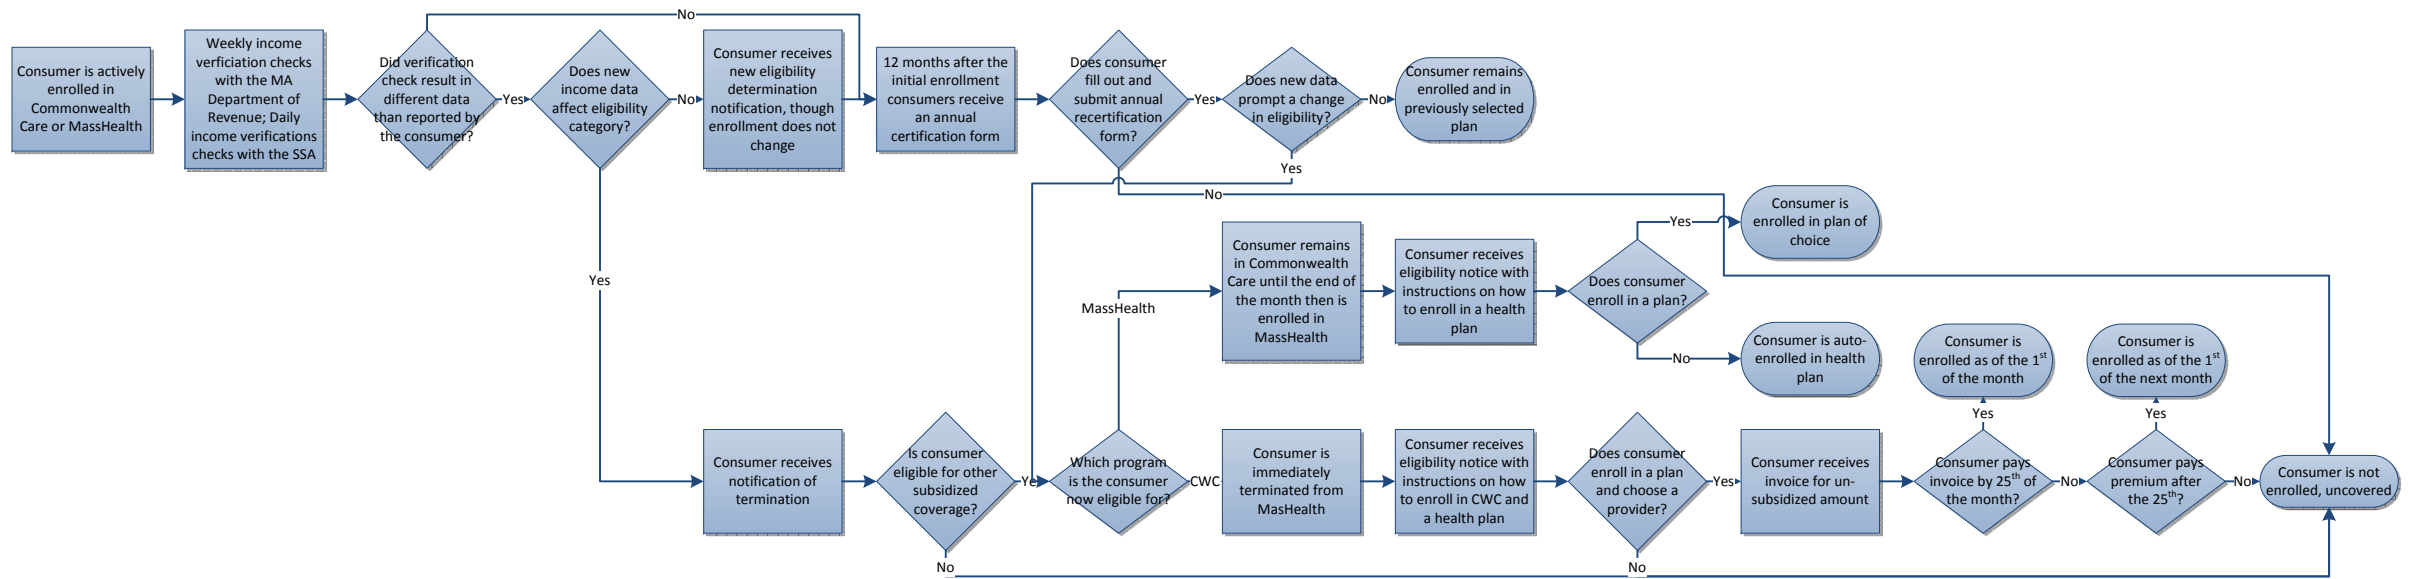 No
Consumer is actively
enrolled in
Commonwealth
Care or MassHealth
Weekly income
verficiation checks
with the MA
Department of
Revenue; Daily
income verifications
checks with the SSA
Did verification
check result in
different data
than reported by
the consumer?
Yes
Does new
income data
affect eligibility
category?
No
Consumer receives
new eligibility
determination
notification, though
enrollment does not
change
12 months after the
initial enrollment
consumers receive
an annual
certification form
Does consumer
fill out and
submit annual
recertification
form?
Yes
Does new data
prompt a change
in eligibility?
No
Consumer remains
enrolled and in
previously selected
plan
Yes
No
Yes
MassHealth
Consumer remains
in Commonwealth
Care until the end of
the month then is
enrolled in
MassHealth
Consumer receives
eligibility notice with
instructions on how
to enroll in a health
plan
Does consumer
enroll in a plan?
Yes
Consumer is
enrolled in plan of
choice
No
Consumer is auto-
enrolled in health
plan
Consumer is
enrolled as of the 1st
of the month
Consumer is
enrolled as of the 1st
of the next month
Yes
Yes
Consumer receives
notification of
termination
Is consumer
eligible for other
subsidized
coverage?
Ye
Which program
is the consumer
now eligible for?
CWC
Consumer is
immediately
terminated from
MasHealth
Consumer receives
eligibility notice with
instructions on how
to enroll in CWC and
a health plan
Does consumer
enroll in a plan
and choose a
provider?
Yes
Consumer receives
invoice for un-
subsidized amount
Consumer pays
invoice by 25th of
the month?
No
Consumer pays
premium after
the 25th?
No
Consumer is not
enrolled, uncovered
No
No